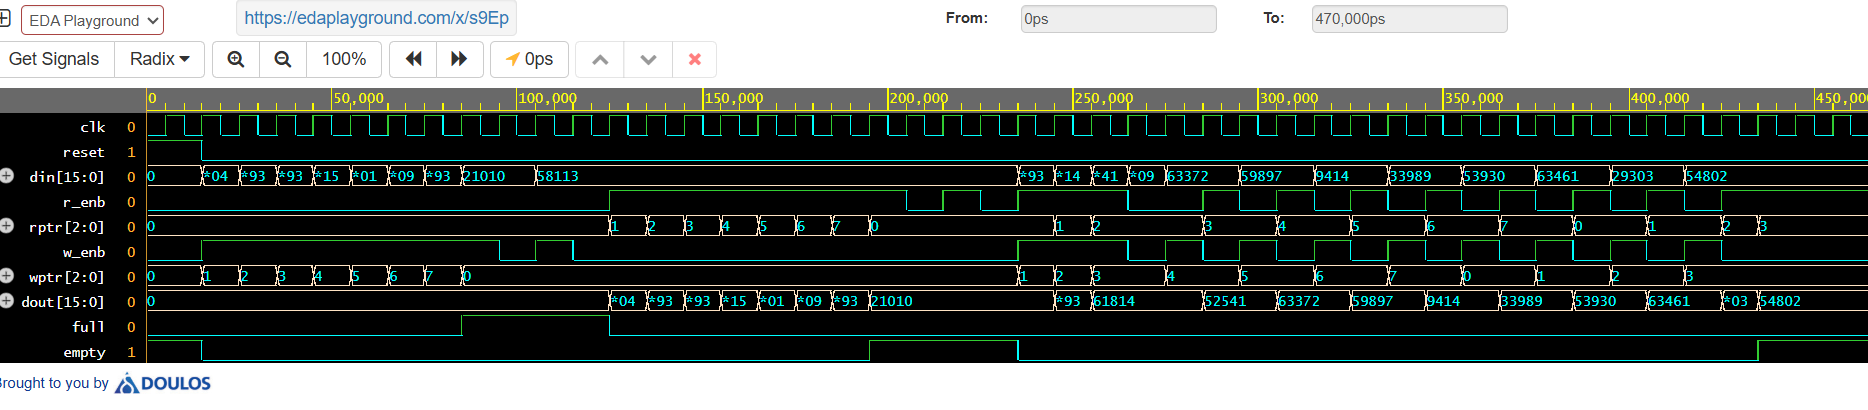 EDA Playground https://edaplayground.com/x/s9Ep From: 0ps To: 470,000ps
Get Signals Radix 100% 0ps
0 50,000 100,000 150,000 200,000 250,000 300,000 350,000 400,000 450,000
clk 0
reset 1
din[15:0] 0 0 *04 *93 *93 *15 *01 *09 *93 21010 58113 *93 *14 *41 *09 63372 59897 9414 33989 53930 63461 29303 54802
r_enb 0
rptr[2:0] 0 0 1 2 3 4 5 6 7 0 1 2 3 4 5 6 7 0 1 2 3
w_enb 0
wptr[2:0] 0 0 1 2 3 4 5 6 7 0 1 2 3 4 5 6 7 0 1 2 3
dout[15:0] 0 0 *04 *93 *93 *15 *01 *09 *93 21010 *93 61814 52541 63372 59897 9414 33989 53930 63461 *03 54802
full 0
empty 1
Brought to you by DOULOS